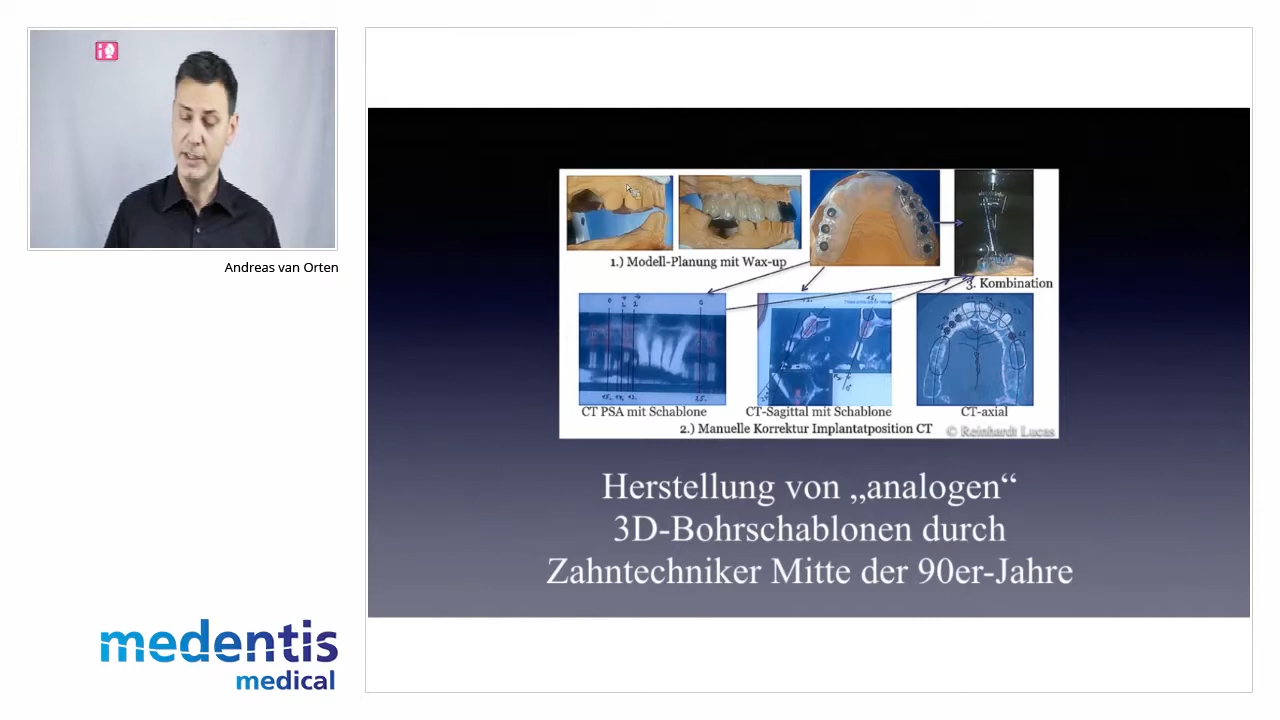 Andreas van Orten
1.) Modell-Planung mit Wax-up
3. Kombination
CT PSA mit Schablone
CT-Sagittal mit Schablone
CT-axial
2.) Manuelle Korrektur Implantatposition CT
© Reinhardt Lucas
Herstellung von „analogen“
3D-Bohrschablonen durch
Zahntechniker Mitte der 90er-Jahre
medentis
medical